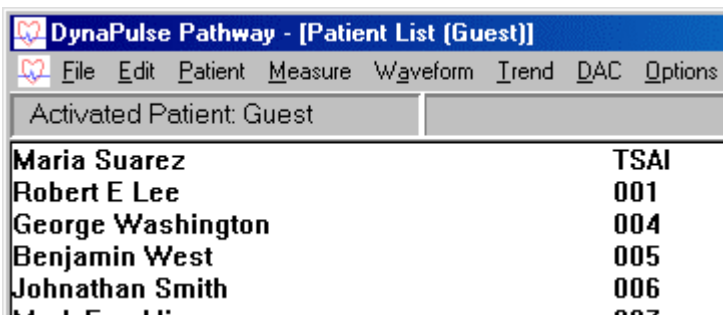 DynaPulse Pathway - [Patient List (Guest)]
File Edit Patient Measure Waveform Trend DAC Options
Activated Patient: Guest
Maria Suarez TSAI
Robert E Lee 001
George Washington 004
Benjamin West 005
Johnathan Smith 006